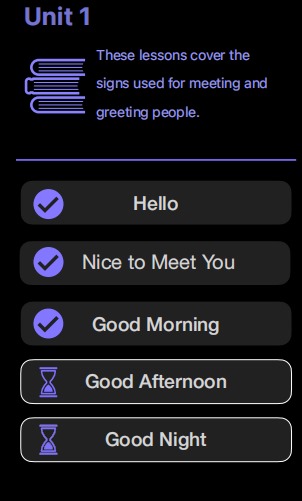 Unit 1
These lessons cover the
signs used for meeting and
greeting people.
Hello
Nice to Meet You
Good Morning
Good Afternoon
Good Night